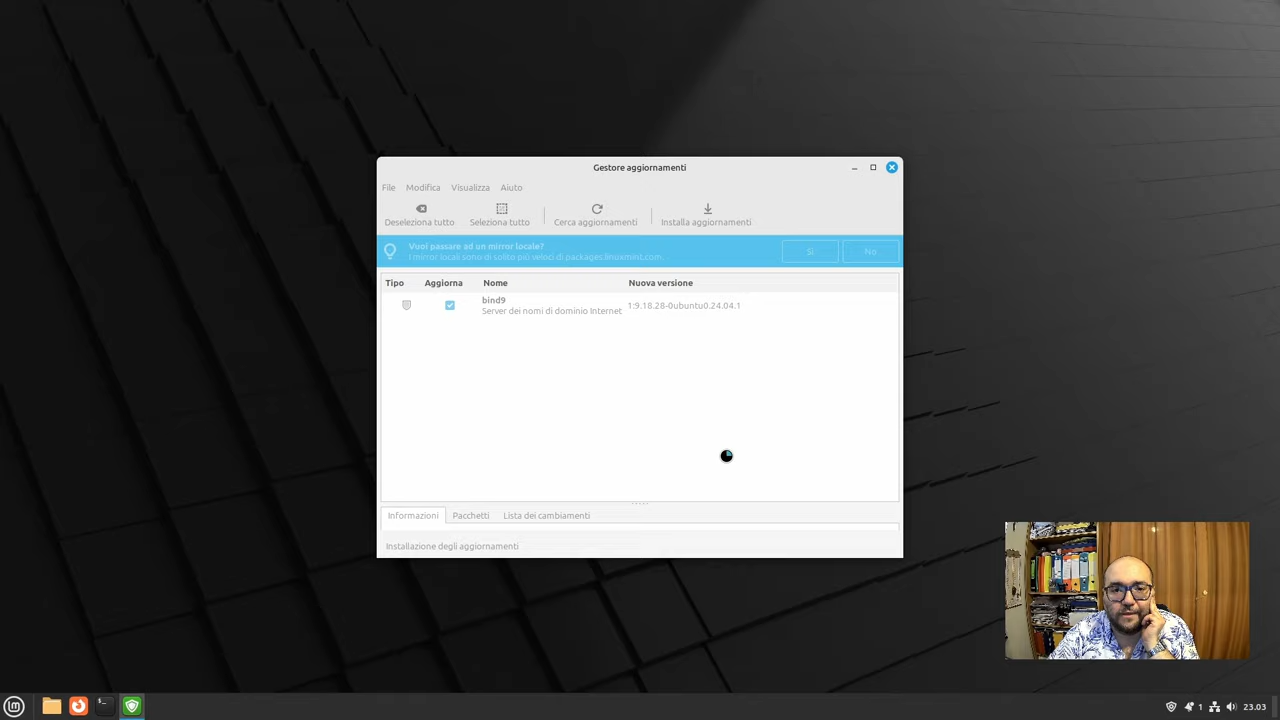 Gestore aggiornamenti
File Modifica Visualizza Aiuto
Deseleziona tutto Seleziona tutto Cerca aggiornamenti Installa aggiornamenti
Vuoi passare ad un mirror locale?
I mirror locali sono di solito più veloci di packages.linuxmint.com.
Sì No
Tipo Aggiorna Nome Nuova versione
bind9
Server dei nomi di dominio Internet 1:9.18.28-0ubuntu0.24.04.1
Informazioni Pacchetti Lista dei cambiamenti
Installazione degli aggiornamenti
1 23.03